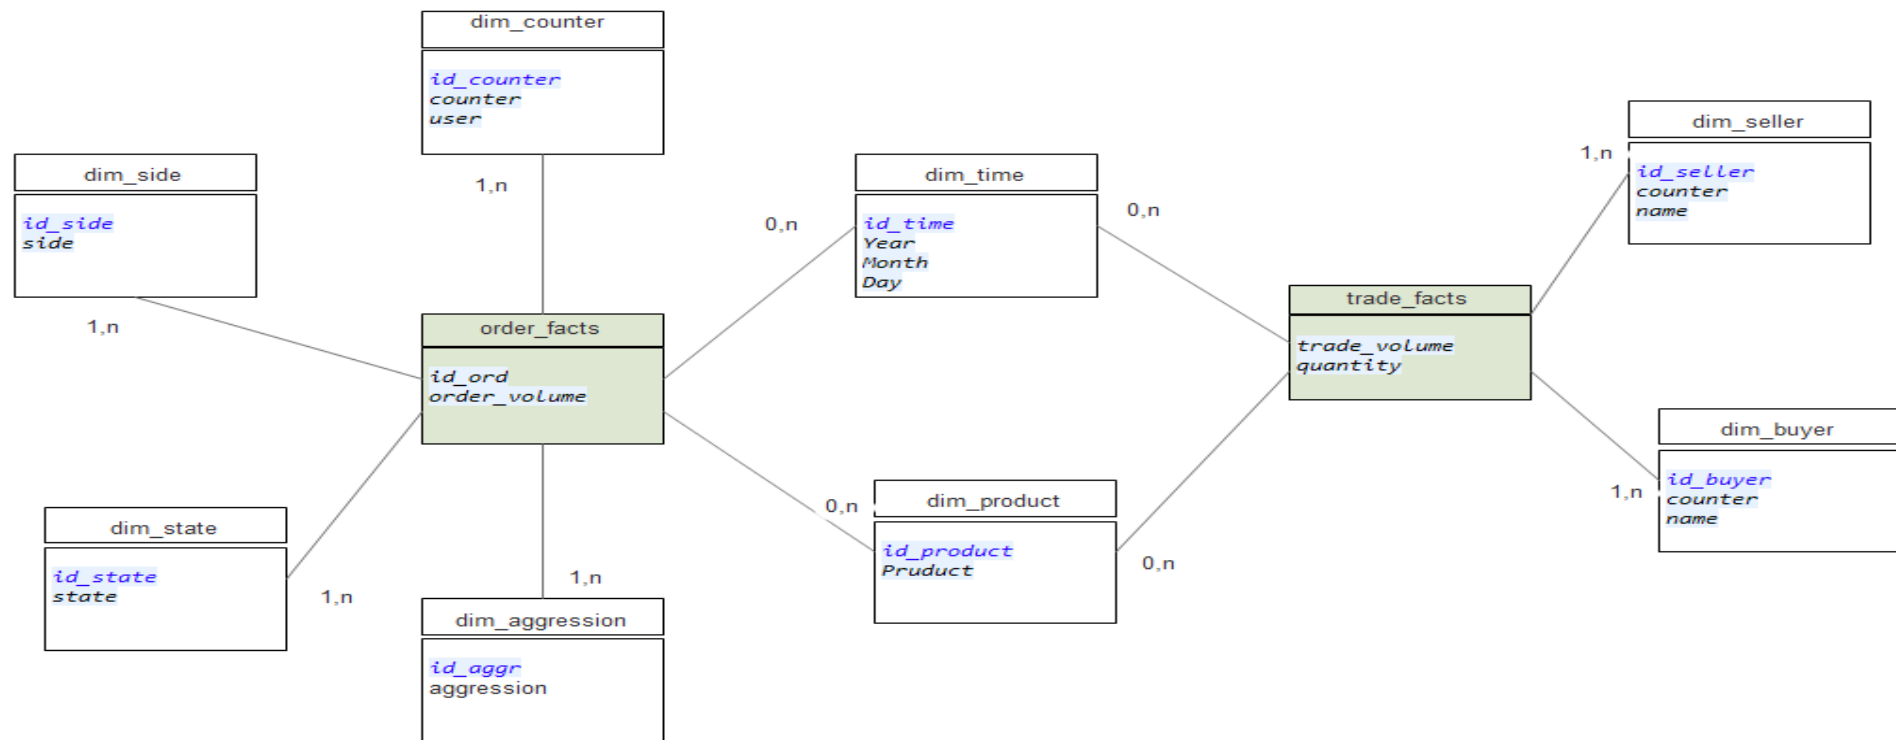 dim_counter
id_counter
counter
user
1,n
dim_side
id_side
side
1,n
order_facts
id_ord
order_volume
dim_state
id_state
state
1,n
dim_aggression
id_aggr
aggression
1,n
dim_time
id_time
Year
Month
Day
0,n
0,n
dim_product
id_product
Pruduct
0,n
0,n
trade_facts
trade_volume
quantity
dim_seller
id_seller
counter
name
1,n
dim_buyer
id_buyer
counter
name
1,n